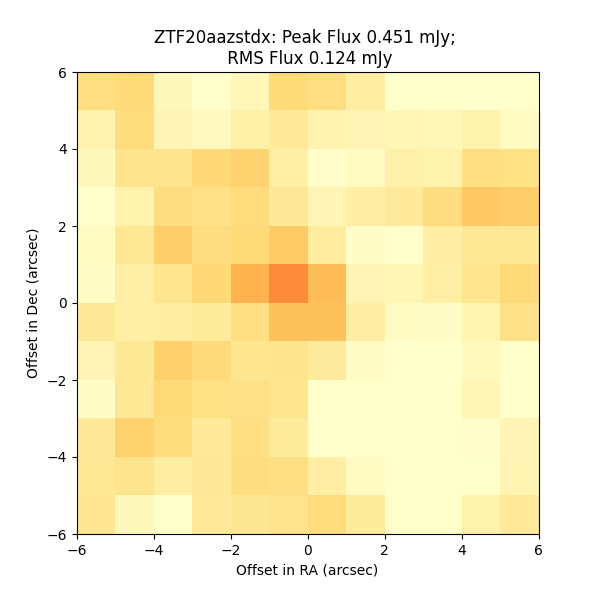 ZTF20aazstdx: Peak Flux 0.451 mJy;
RMS Flux 0.124 mJy
6
4
2
0
−2
−4
−6
Offset in Dec (arcsec)
−6 −4 −2 0 2 4 6
Offset in RA (arcsec)